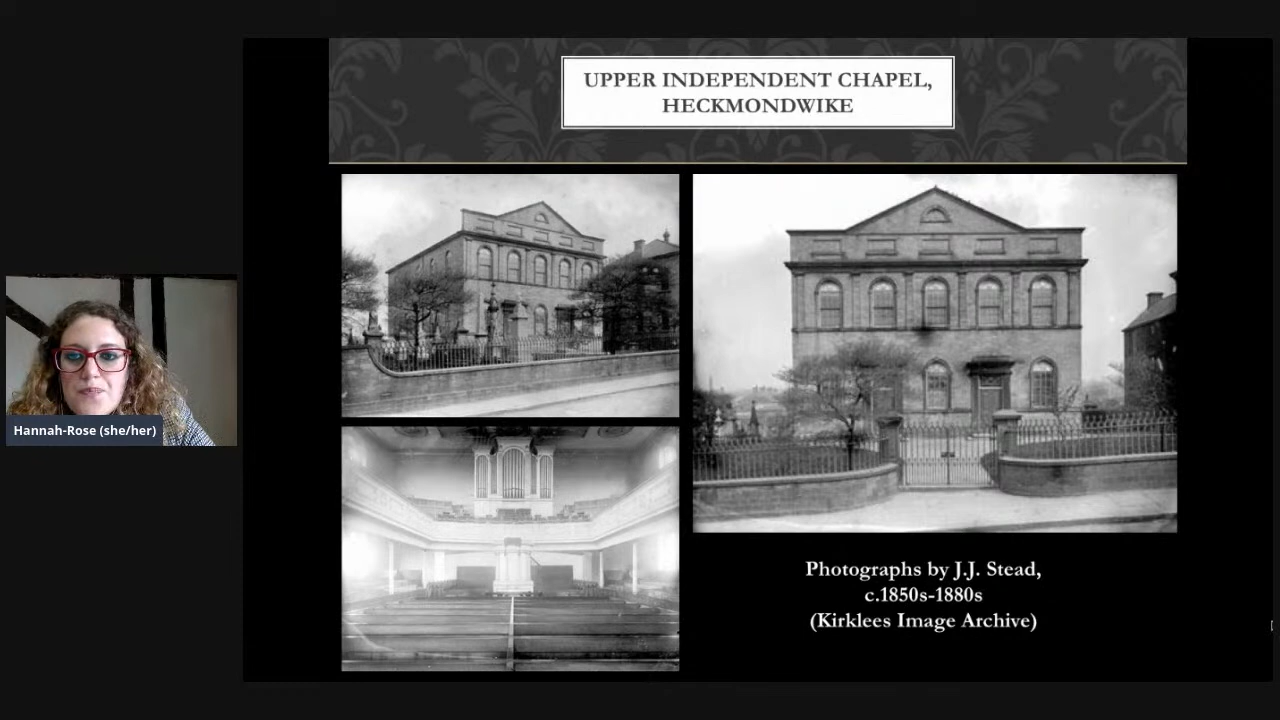 UPPER INDEPENDENT CHAPEL,
HECKMONDWIKE
Hannah-Rose (she/her)
Photographs by J.J. Stead,
c.1850s-1880s
(Kirklees Image Archive)